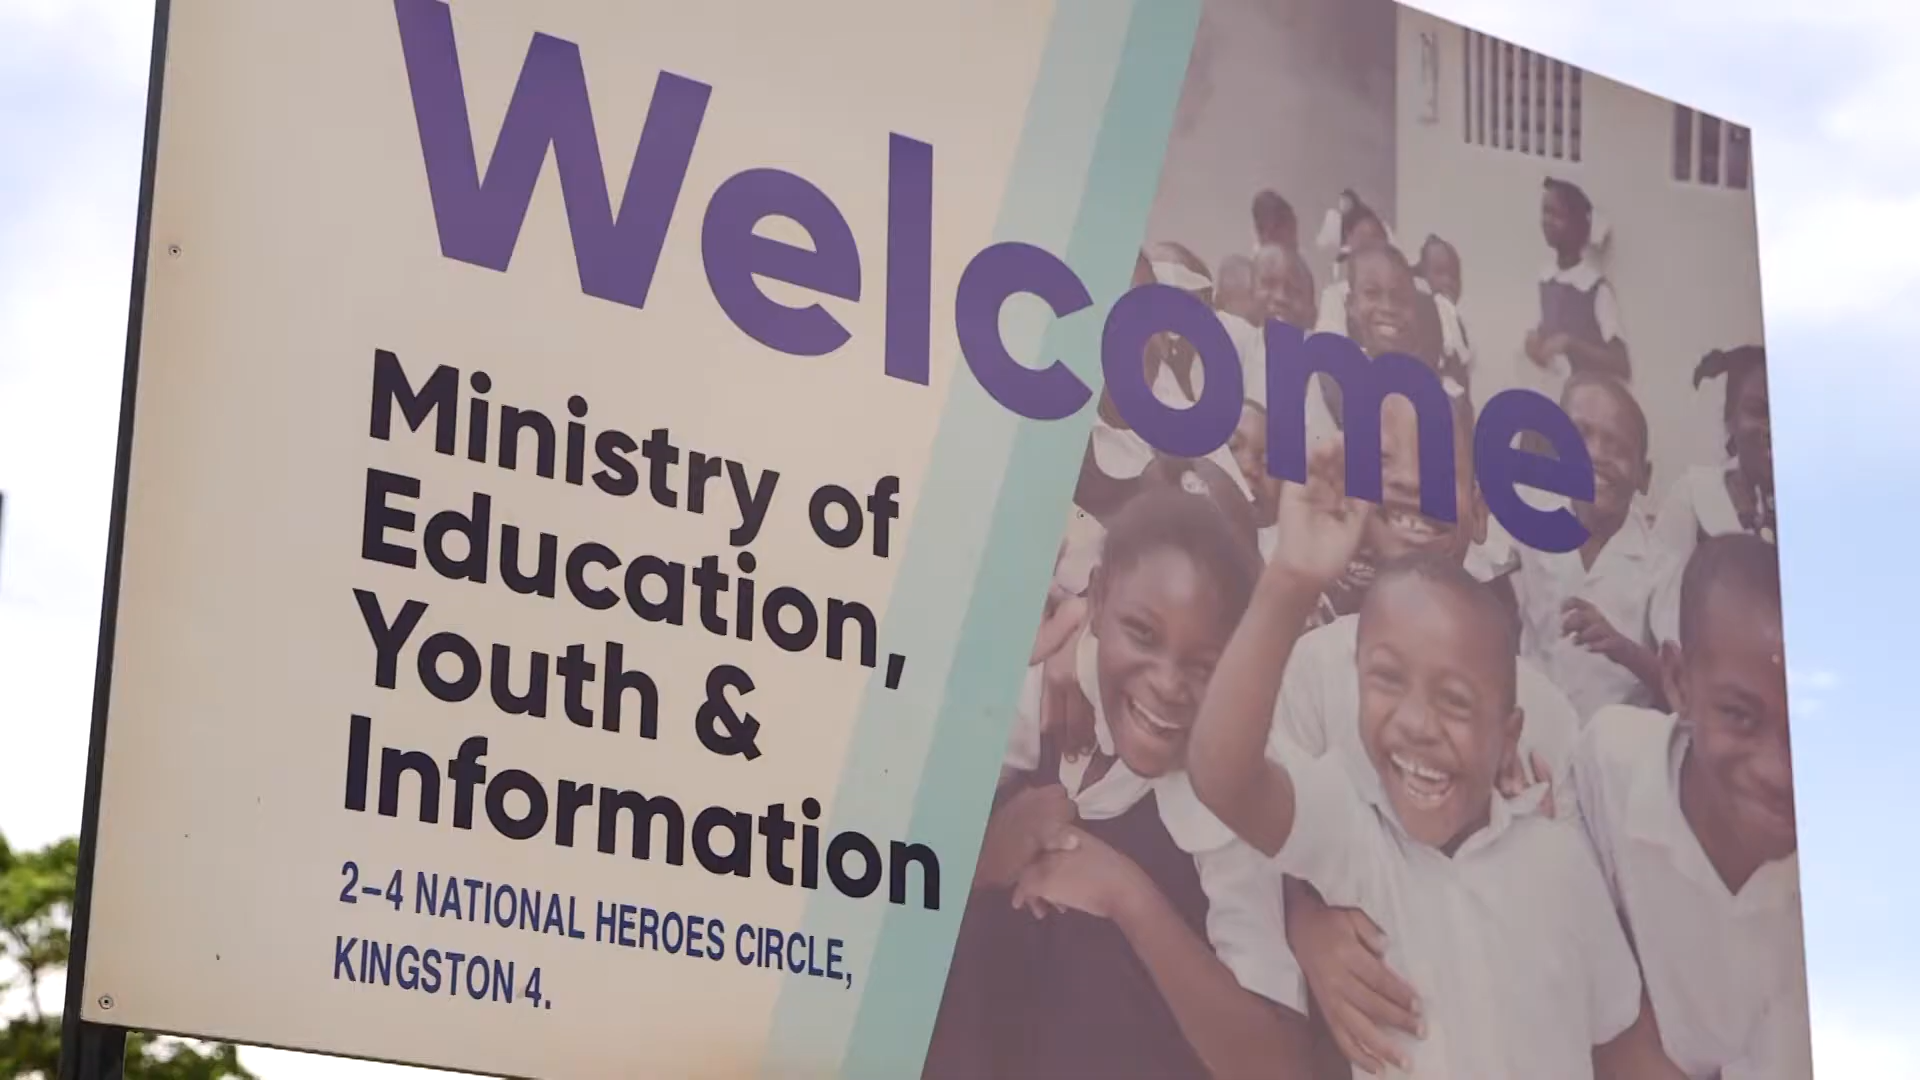 Welcome
Ministry of
Education,
Youth &
Information
2–4 NATIONAL HEROES CIRCLE,
KINGSTON 4.